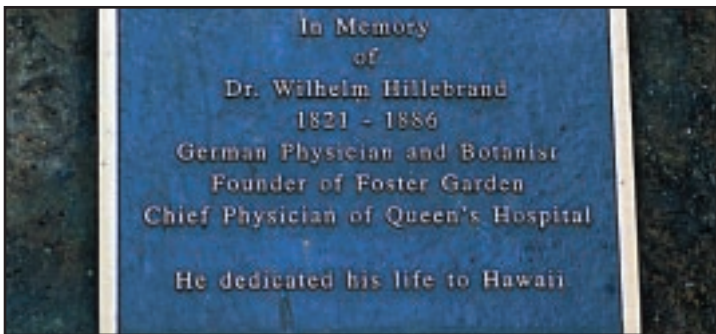 In Memory
of
Dr. Wilhelm Hillebrand
1821 - 1886
German Physician and Botanist
Founder of Foster Garden
Chief Physician of Queen's Hospital
He dedicated his life to Hawaii